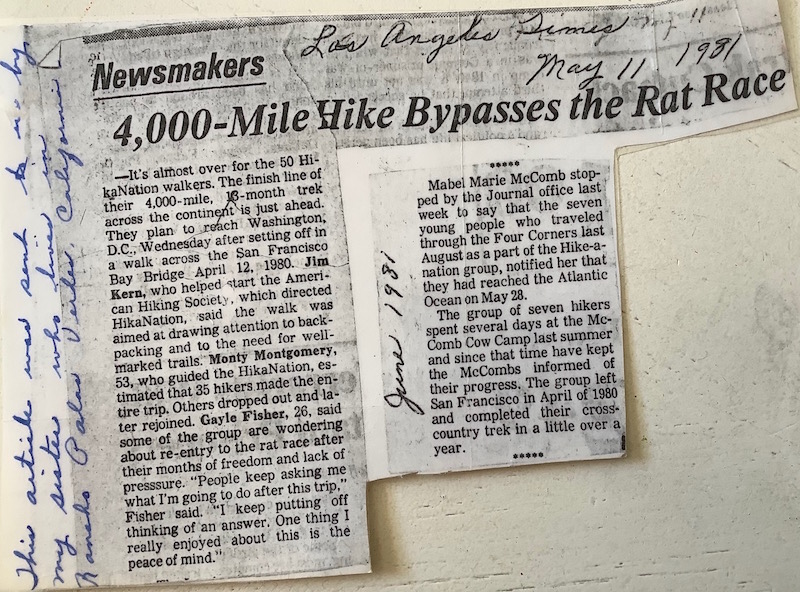 Los Angeles Times
May 11 1981
Newsmakers
4,000-Mile Hike Bypasses the Rat Race
—It's almost over for the 50 Hi-
kaNation walkers. The finish line of
their 4,000-mile, 13-month trek
across the continent is just ahead.
They plan to reach Washington,
D.C., Wednesday after setting off in
a walk across the San Francisco
Bay Bridge April 12, 1980. Jim
Kern, who helped start the Ameri-
can Hiking Society, which directed
HikaNation, said the walk was
aimed at drawing attention to back-
packing and to the need for well-
marked trails. Monty Montgomery,
53, who guided the HikaNation, es-
timated that 35 hikers made the en-
tire trip. Others dropped out and la-
ter rejoined. Gayle Fisher, 26, said
some of the group are wondering
about re-entry to the rat race after
their months of freedom and lack of
presssure. "People keep asking me
what I'm going to do after this trip,"
Fisher said. "I keep putting off
thinking of an answer. One thing I
really enjoyed about this is the
peace of mind."
*****
Mabel Marie McComb stop-
ped by the Journal office last
week to say that the seven
young people who traveled
through the Four Corners last
August as a part of the Hike-a-
nation group, notified her that
they had reached the Atlantic
Ocean on May 28.
The group of seven hikers
spent several days at the Mc-
Comb Cow Camp last summer
and since that time have kept
the McCombs informed of
their progress. The group left
San Francisco in April of 1980
and completed their cross-
country trek in a little over a
year.
*****
June 1981
This article was sent to us by
my sister who lives in
Rancho Palos Verdes, California